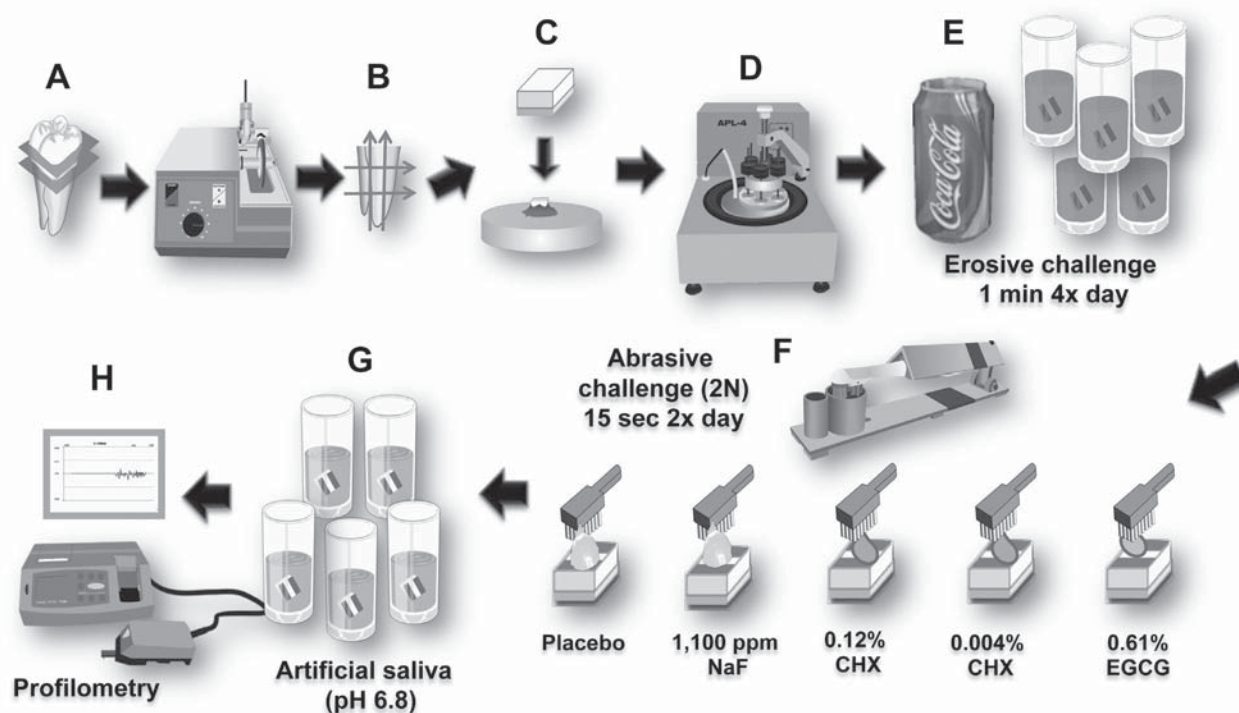 A
B
C
D
APL-4
E
Coca-Cola
Erosive challenge
1 min 4x day
F
Abrasive
challenge (2N)
15 sec 2x day
Placebo
1,100 ppm
NaF
0.12%
CHX
0.004%
CHX
0.61%
EGCG
G
Artificial saliva
(pH 6.8)
H
Profilometry